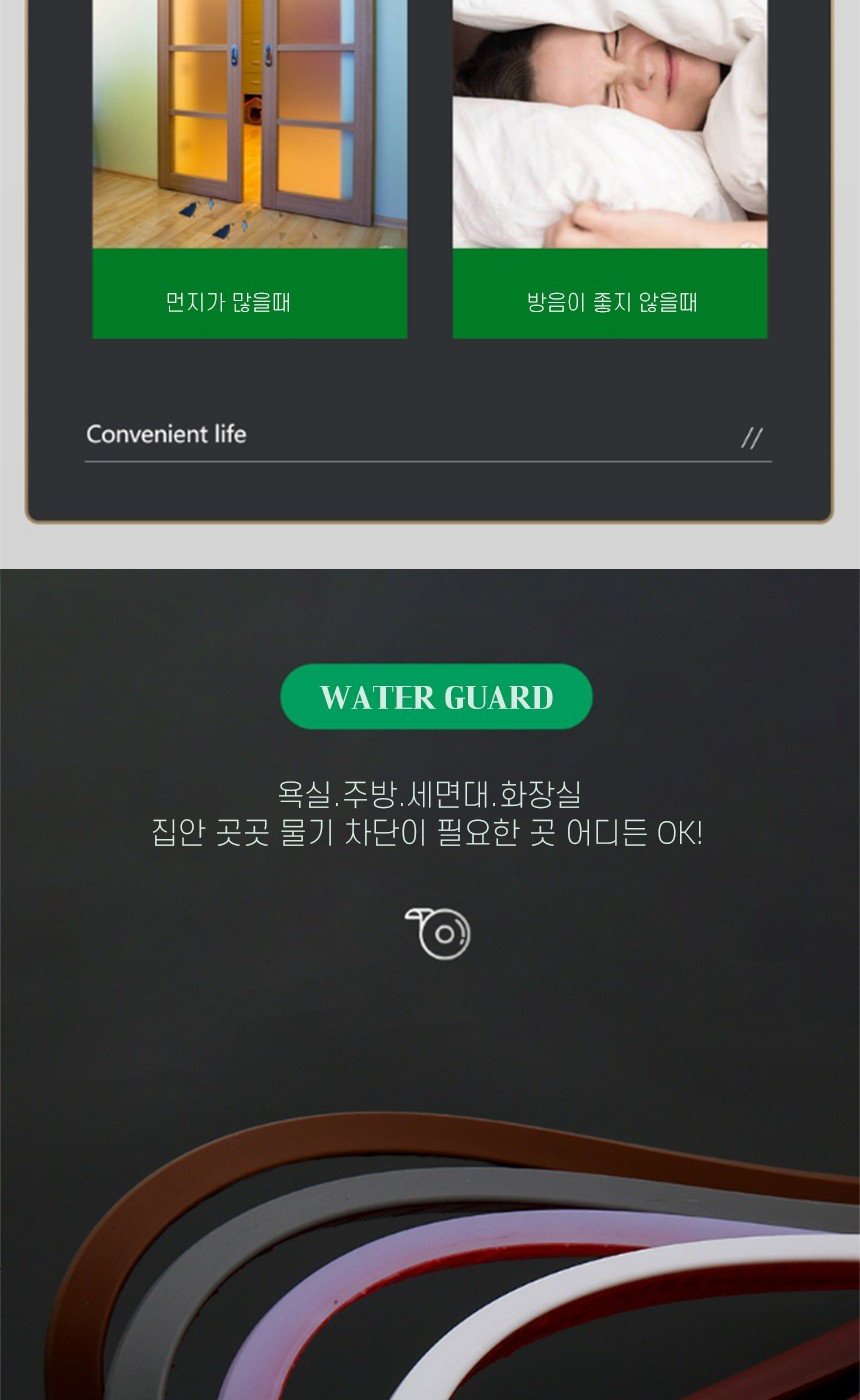 먼지가 많을때
방음이 좋지 않을때
Convenient life
//
WATER GUARD
욕실.주방.세면대.화장실
집안 곳곳 물기 차단이 필요한 곳 어디든 OK!